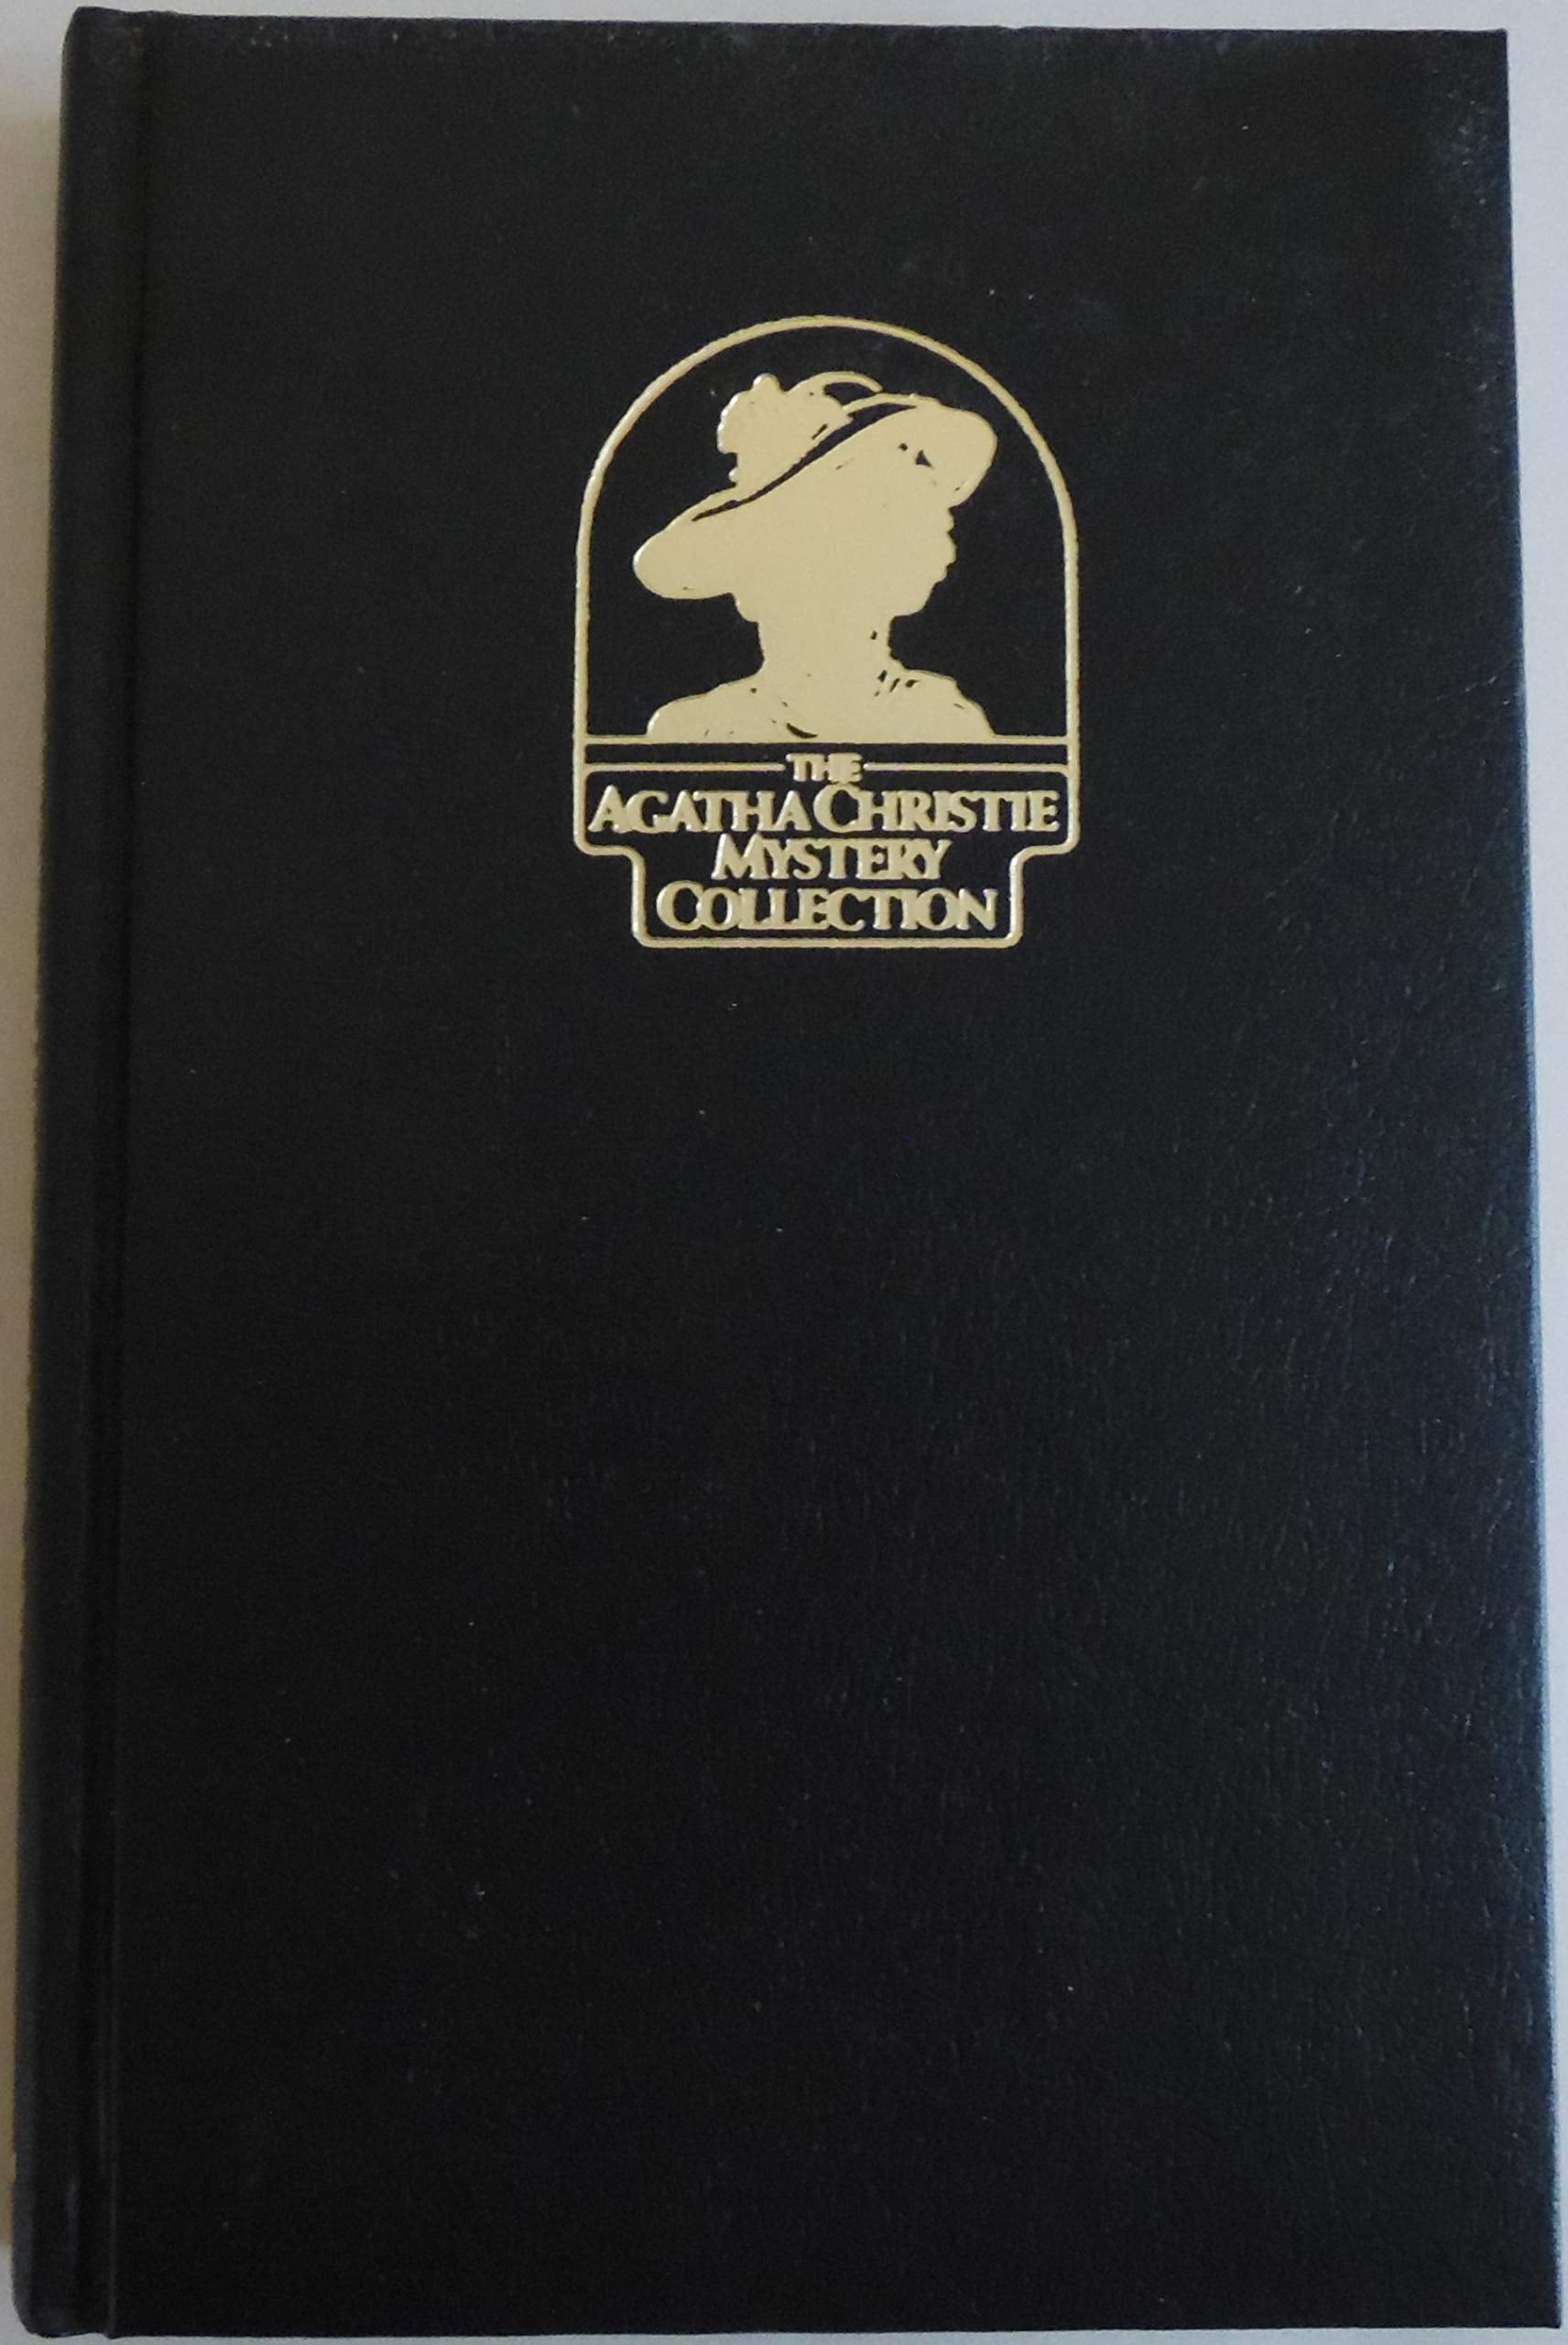 THE
AGATHA CHRISTIE
MYSTERY
COLLECTION